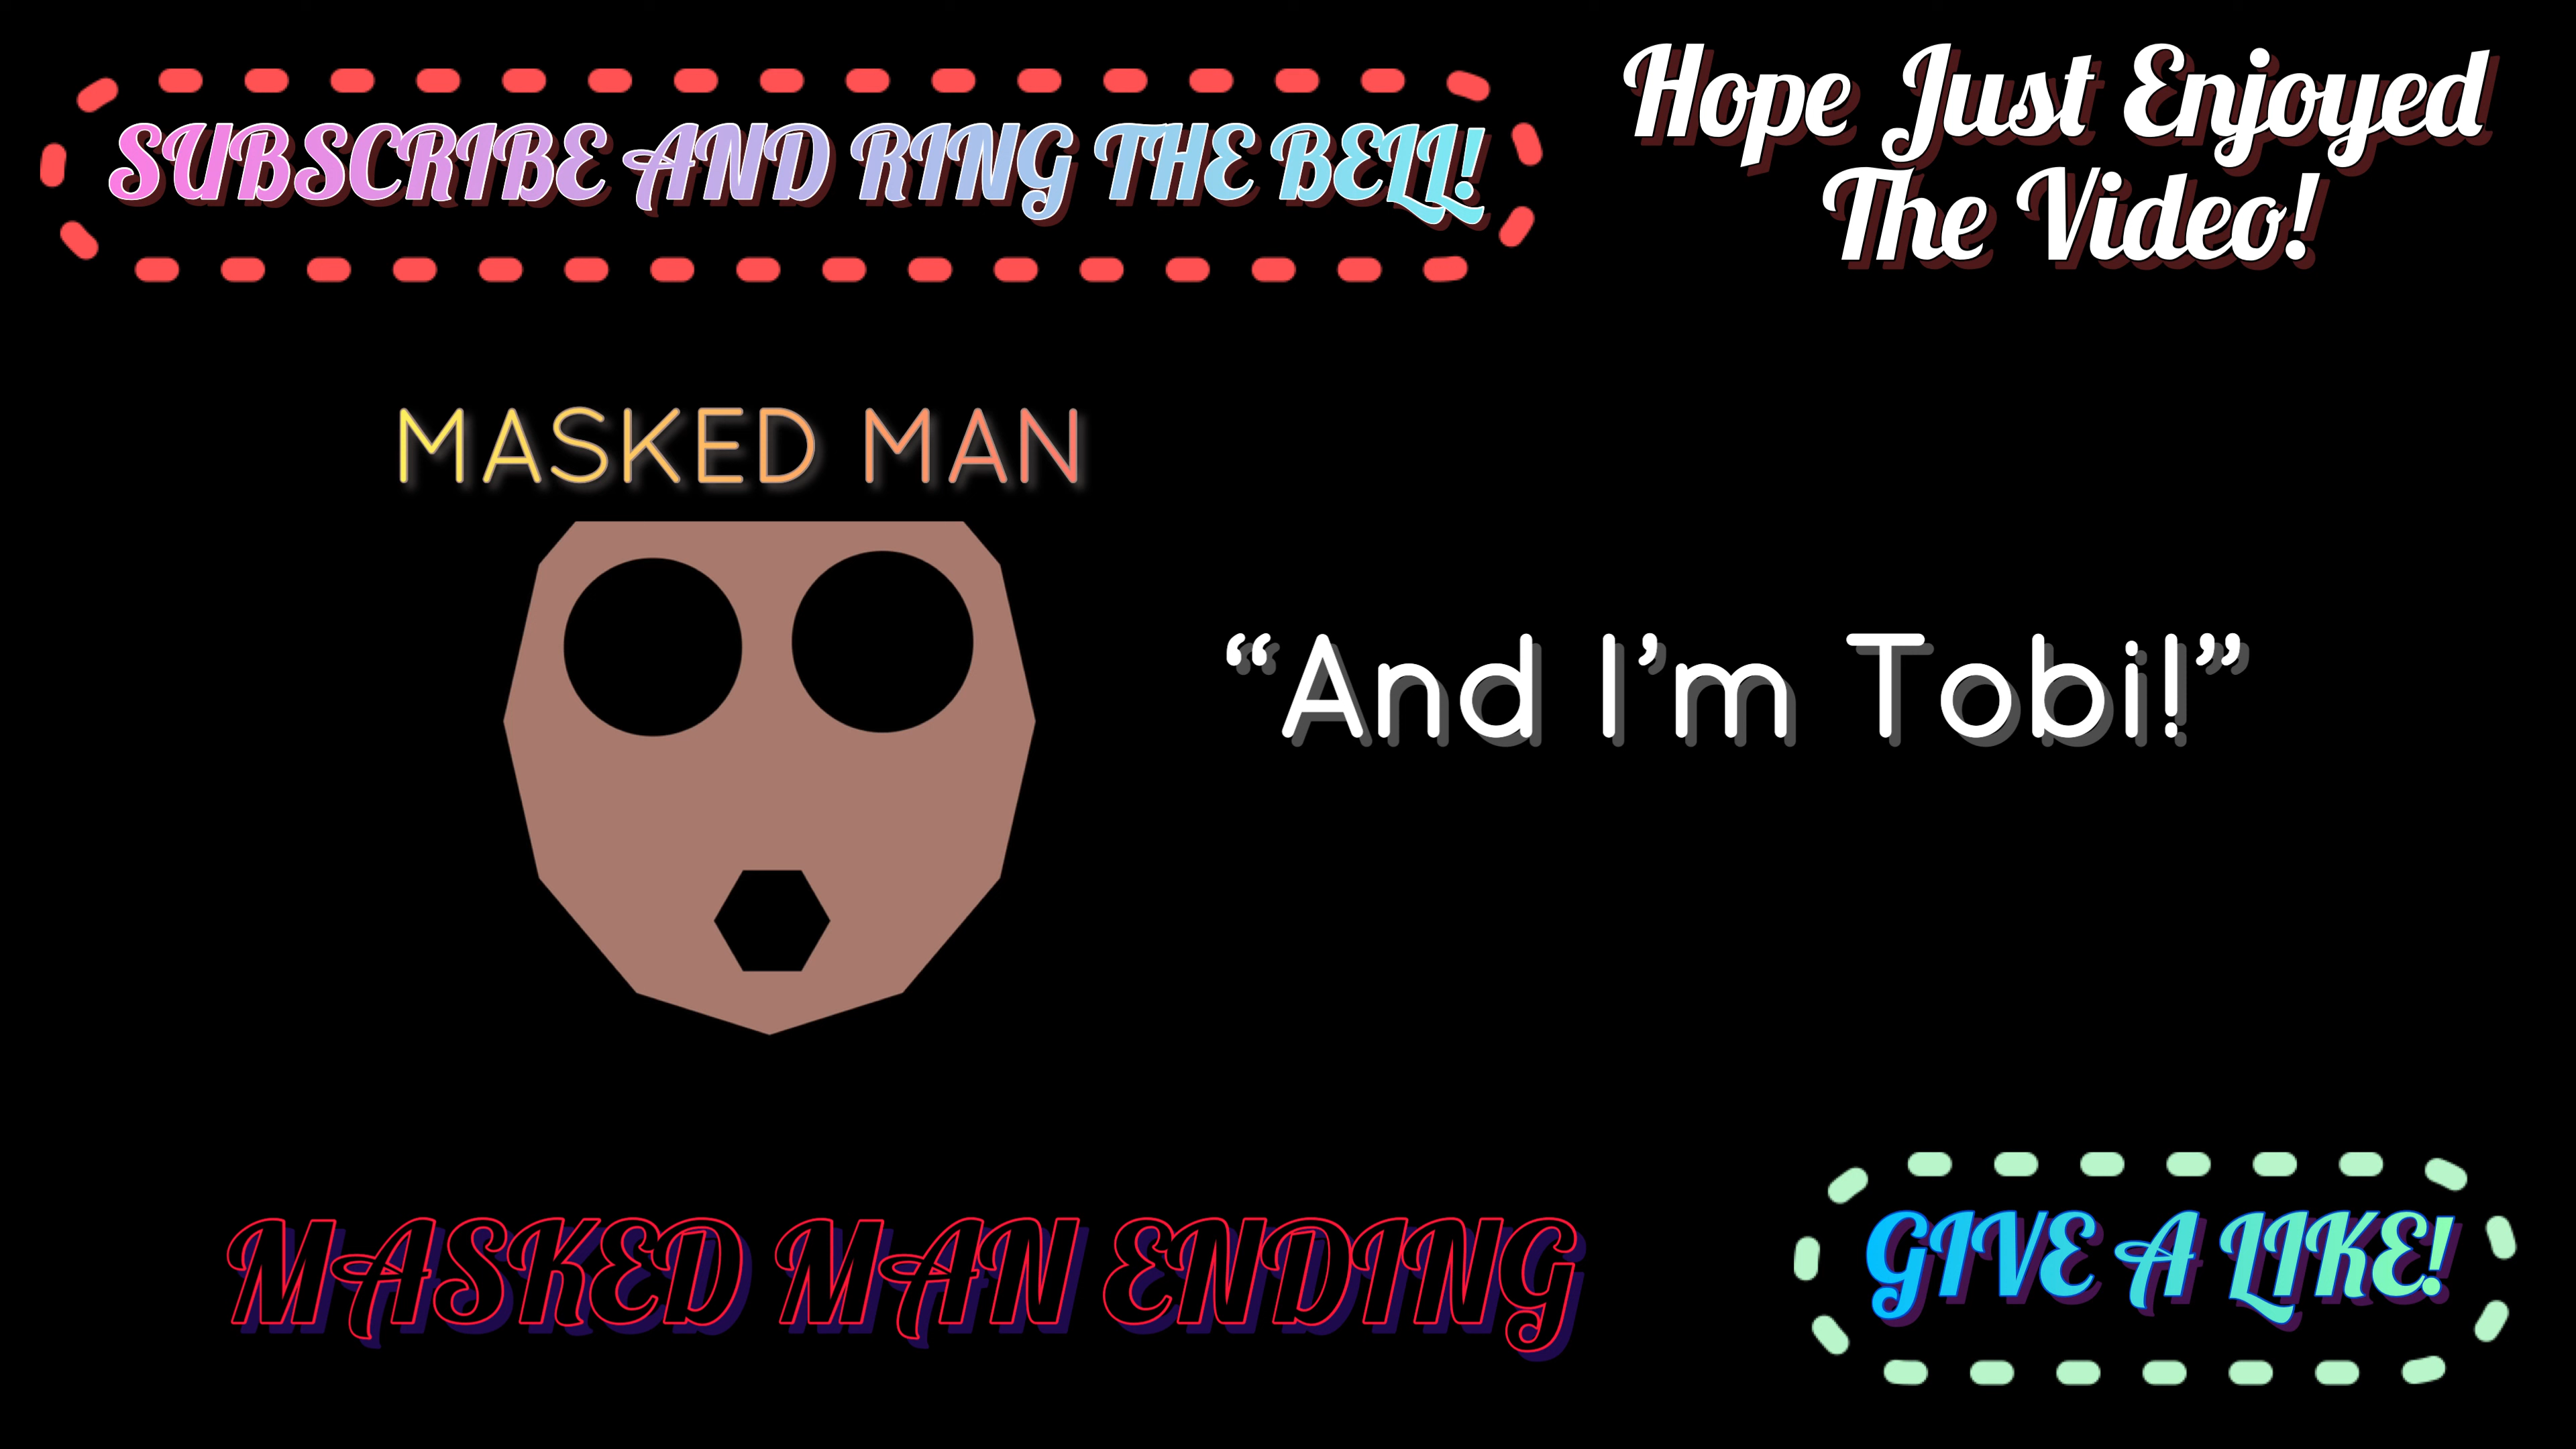 SUBSCRIBE AND RING THE BELL!
Hope Just Enjoyed
The Video!
MASKED MAN
“And I’m Tobi!”
MASKED MAN ENDING
GIVE A LIKE!